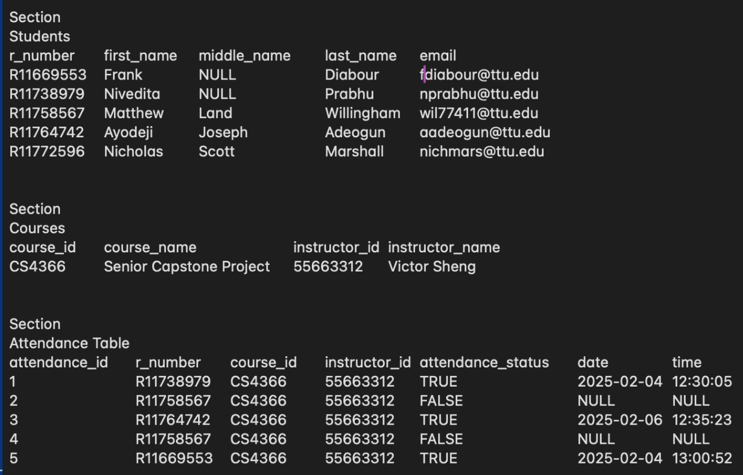 Section
Students
r_number first_name middle_name last_name email
R11669553 Frank NULL Diabour fdiabour@ttu.edu
R11738979 Nivedita NULL Prabhu nprabhu@ttu.edu
R11758567 Matthew Land Willingham wil77411@ttu.edu
R11764742 Ayodeji Joseph Adeogun aadeogun@ttu.edu
R11772596 Nicholas Scott Marshall nichmars@ttu.edu
Section
Courses
course_id course_name instructor_id instructor_name
CS4366 Senior Capstone Project 55663312 Victor Sheng
Section
Attendance Table
attendance_id r_number course_id instructor_id attendance_status date time
1 R11738979 CS4366 55663312 TRUE 2025-02-04 12:30:05
2 R11758567 CS4366 55663312 FALSE NULL NULL
3 R11764742 CS4366 55663312 TRUE 2025-02-06 12:35:23
4 R11758567 CS4366 55663312 FALSE NULL NULL
5 R11669553 CS4366 55663312 TRUE 2025-02-04 13:00:52